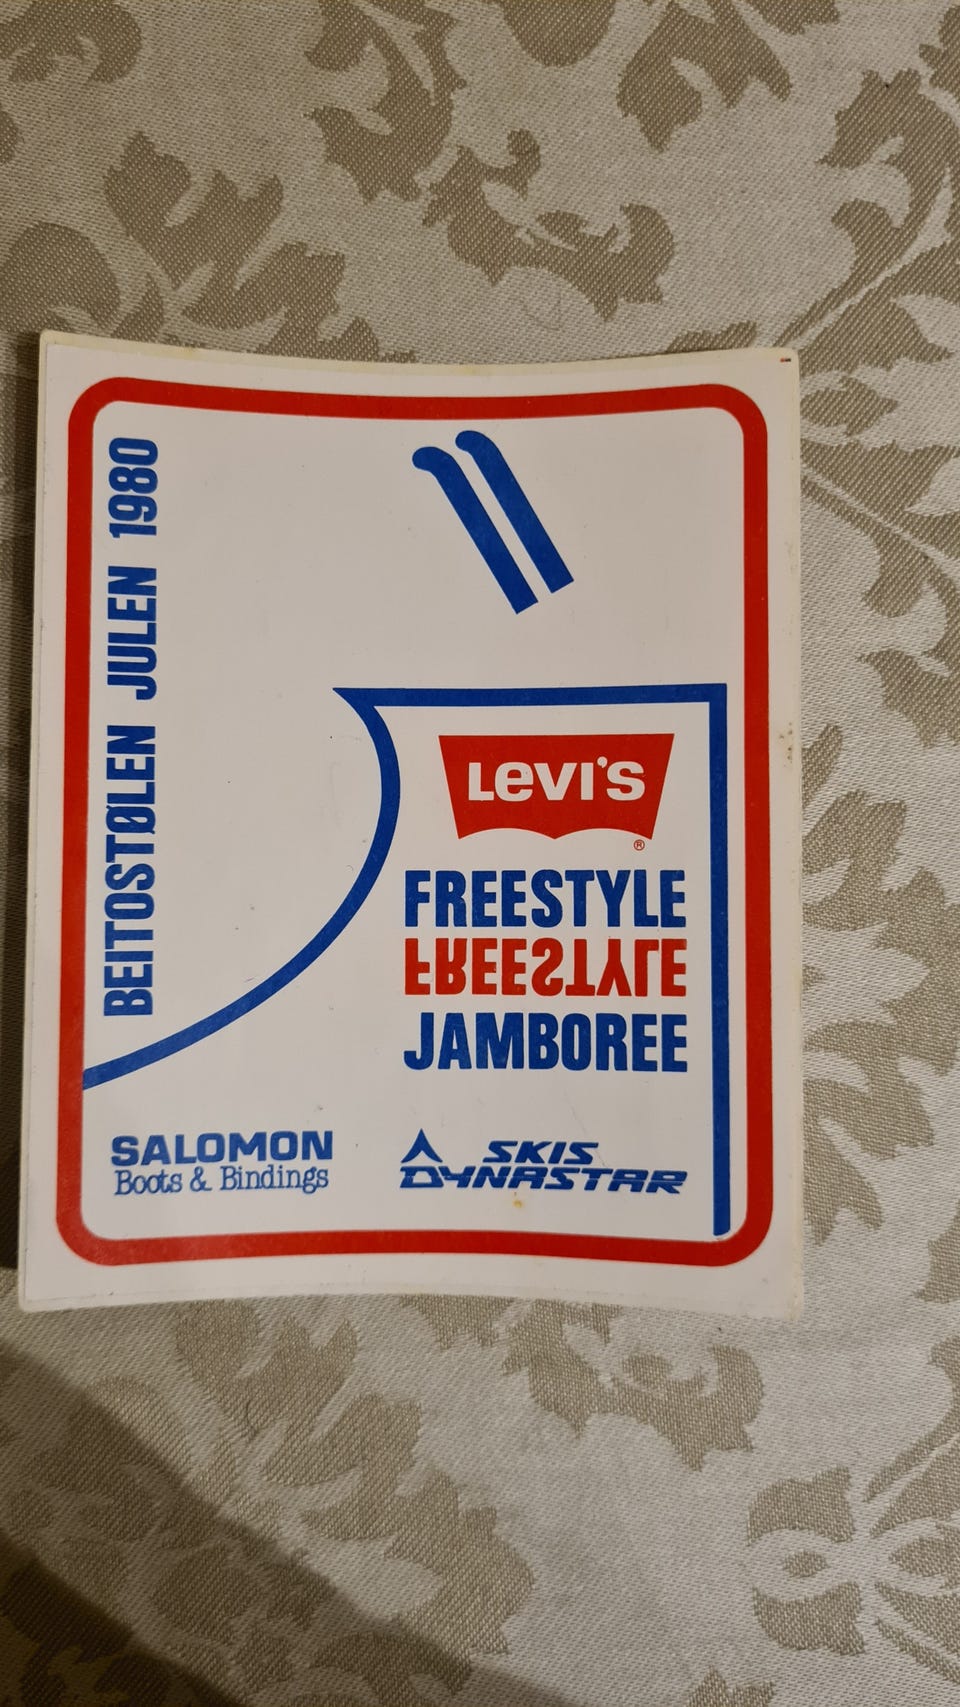 BEITOSTØLEN JULEN 1980
Levi's
®
FREESTYLE
FREESTYLE
JAMBOREE
SALOMON
Boots & Bindings
SKIS
DYNASTAR